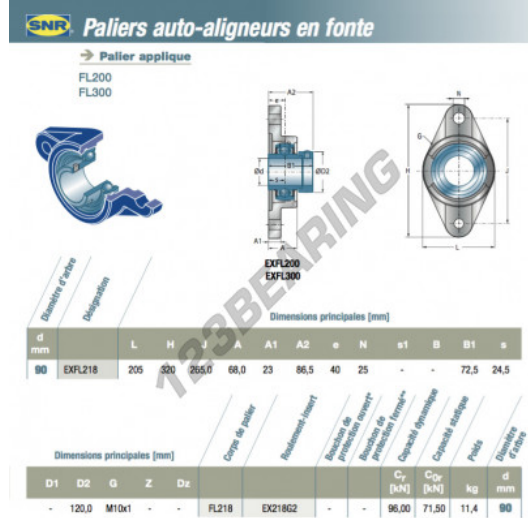 SNR Paliers auto-aligneurs en fonte
→ Palier applique
FL200
FL300
A2
e
B1
s
Ød
ØD2
A1
A
EXFL200
EXFL300
N
G
H
J
L
123BEARING
Diamètre d'arbre
Désignation
Dimensions principales [mm]
d mm L H J A A1 A2 e N s1 B B1 s
90 EXFL218 205 320 265,0 68,0 23 86,5 40 25 - - 72,5 24,5
Dimensions principales [mm]
Corps de palier
Roulement-insert
Bouchon de protection ouvert*
Bouchon de protection fermé**
Capacité dynamique
Capacité statique
Poids
Diamètre d'arbre
D1 D2 G Z Dz Cr [kN] C0r [kN] kg d mm
- 120,0 M10x1 - - FL218 EX218G2 - - 96,00 71,50 11,4 90